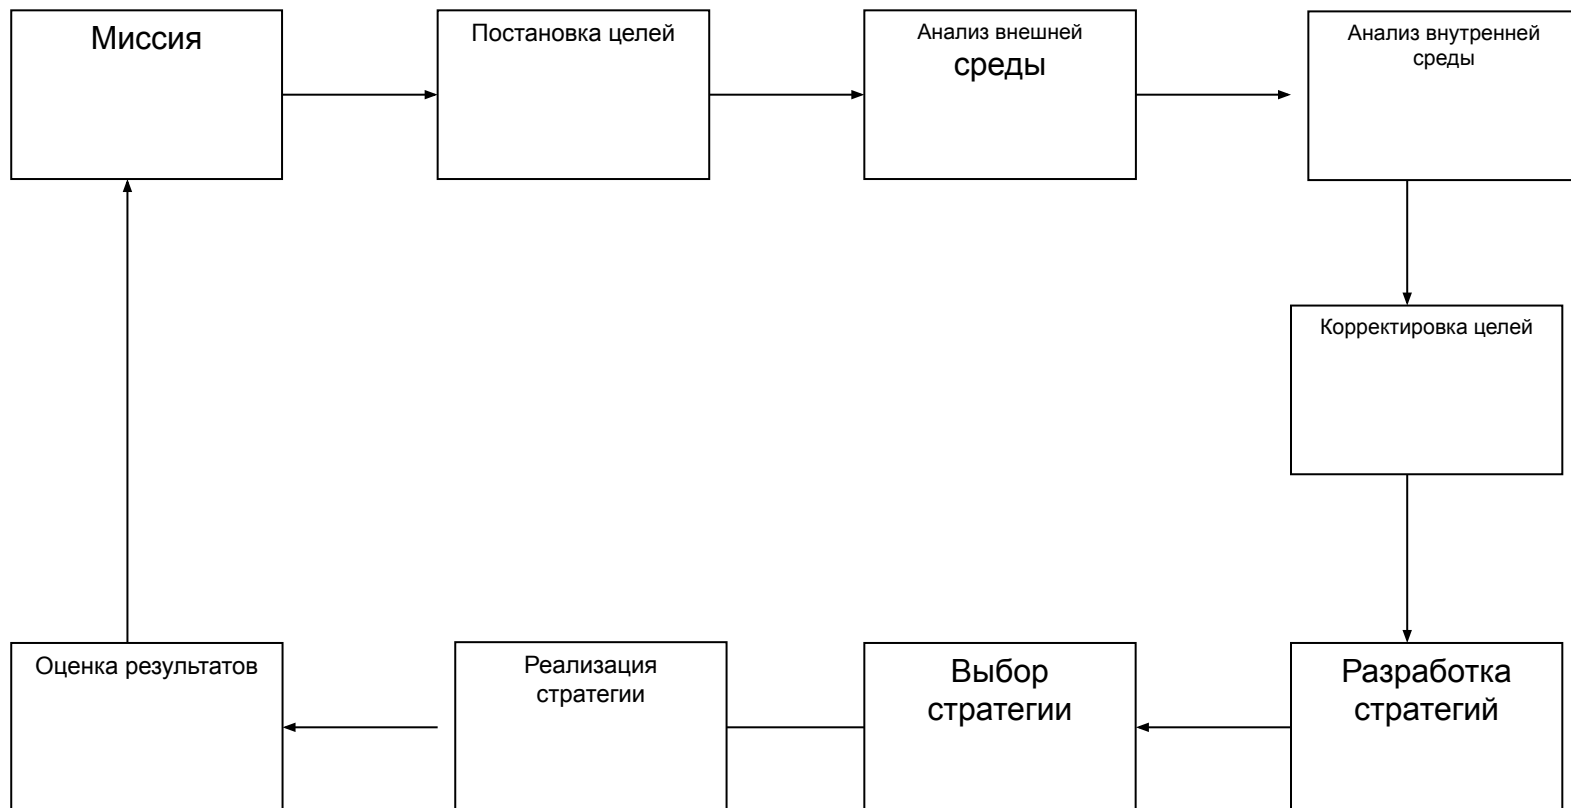 Миссия
Постановка целей
Анализ внешней
среды
Анализ внутренней
среды
Корректировка целей
Оценка результатов
Реализация
стратегии
Выбор
стратегии
Разработка
стратегий